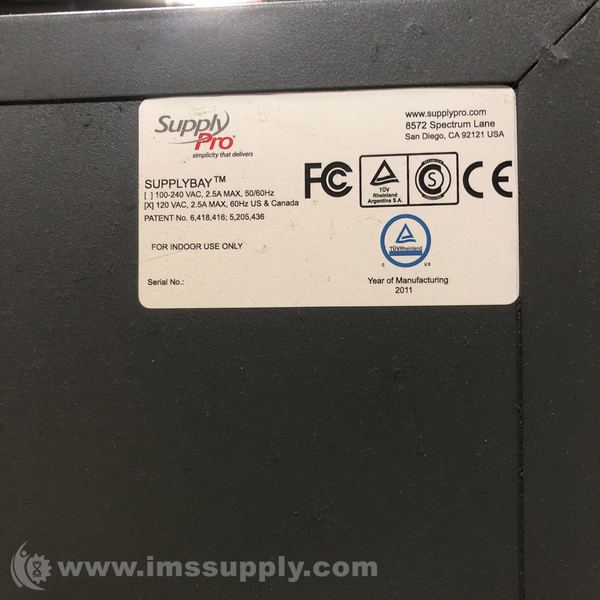 Supply
Pro®
simplicity that delivers
www.supplypro.com
8572 Spectrum Lane
San Diego, CA 92121 USA
SUPPLYBAY™
[ ] 100-240 VAC, 2.5A MAX, 50/60Hz
[X] 120 VAC, 2.5A MAX, 60Hz US & Canada
PATENT No. 6,418,416; 5,205,436
FC
TÜV
Rheinland
Argentina S.A.
S
CE
FOR INDOOR USE ONLY
TÜVRheinland
C US
Serial No.:
Year of Manufacturing
2011
www.imssupply.com